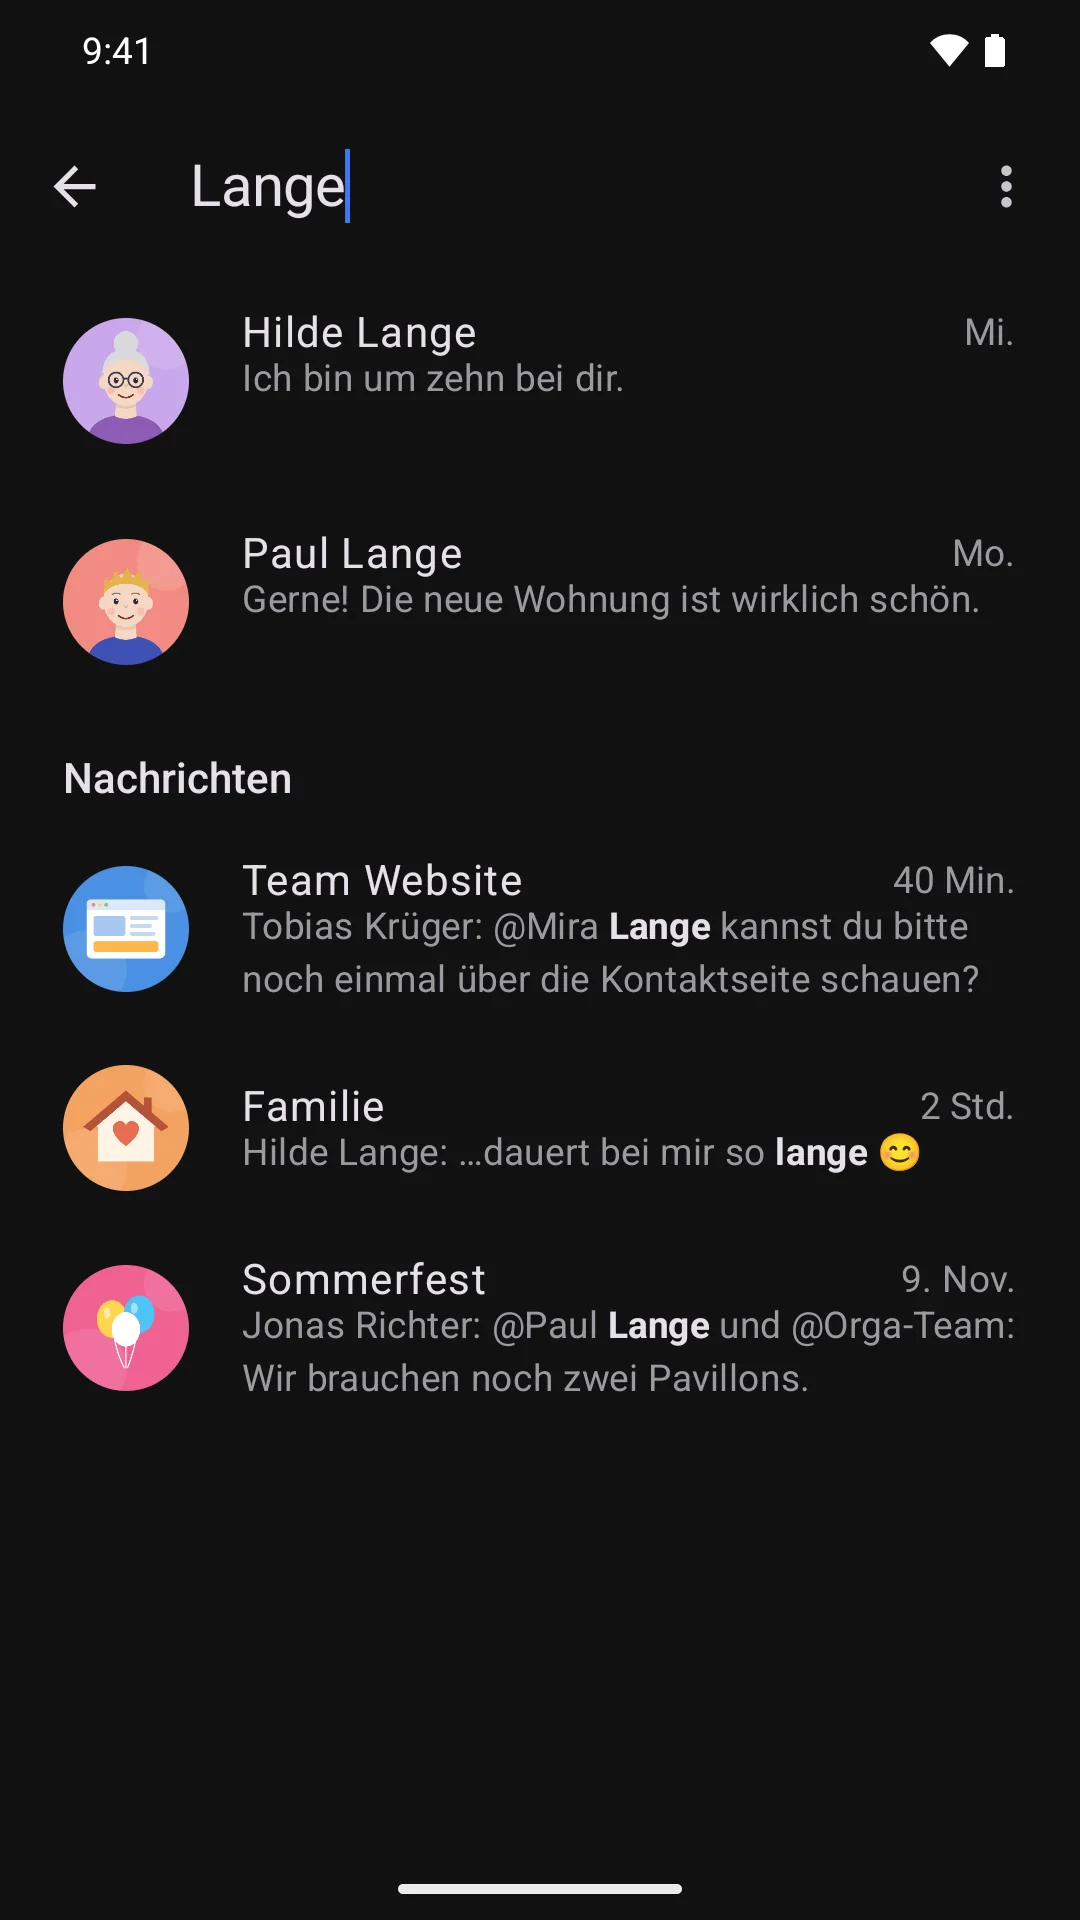 9:41
Lange
Hilde Lange
Mi.
Ich bin um zehn bei dir.
Paul Lange
Mo.
Gerne! Die neue Wohnung ist wirklich schön.
Nachrichten
Team Website
40 Min.
Tobias Krüger: @Mira Lange kannst du bitte
noch einmal über die Kontaktseite schauen?
Familie
2 Std.
Hilde Lange: …dauert bei mir so lange 😊
Sommerfest
9. Nov.
Jonas Richter: @Paul Lange und @Orga-Team:
Wir brauchen noch zwei Pavillons.